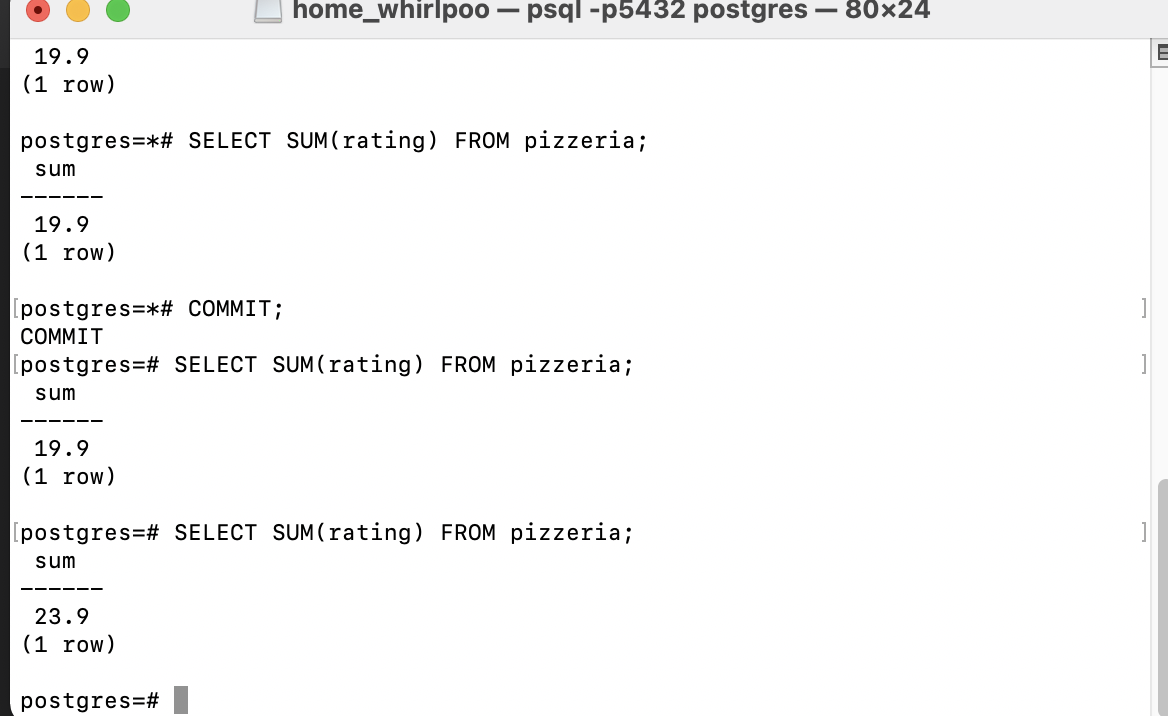 home_whirlpoo — psql -p5432 postgres — 80×24
19.9
(1 row)
postgres=*# SELECT SUM(rating) FROM pizzeria;
sum
------
19.9
(1 row)
[postgres=*# COMMIT; ]
COMMIT
[postgres=# SELECT SUM(rating) FROM pizzeria; ]
sum
------
19.9
(1 row)
[postgres=# SELECT SUM(rating) FROM pizzeria; ]
sum
------
23.9
(1 row)
postgres=#